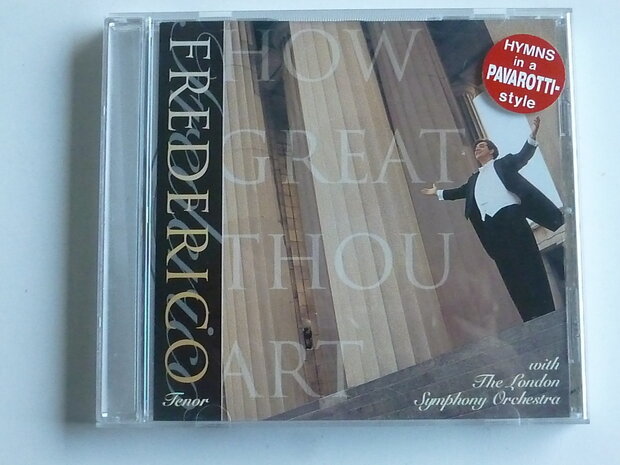 FREDERICO
Tenor
HOW
GREAT
THOU
ART
HYMNS
in a
PAVAROTTI-
style
with
The London
Symphony Orchestra